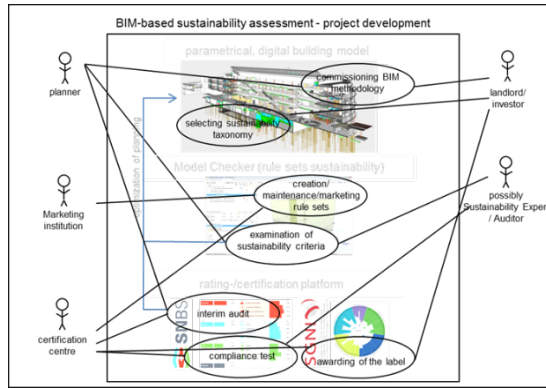 BIM-based sustainability assessment - project development
parametrical, digital building model
planner
commissioning BIM
methodology
landlord/
investor
selecting sustainability
taxonomy
optimization of planning
Model Checker (rule sets sustainability)
creation/
maintenance/marketing
rule sets
Marketing
institution
possibly
Sustainability Exper
/ Auditor
examination of
sustainability criteria
rating-/certification platform
SNBS
interim audit
SGNI
certification
centre
compliance test
awarding of the label